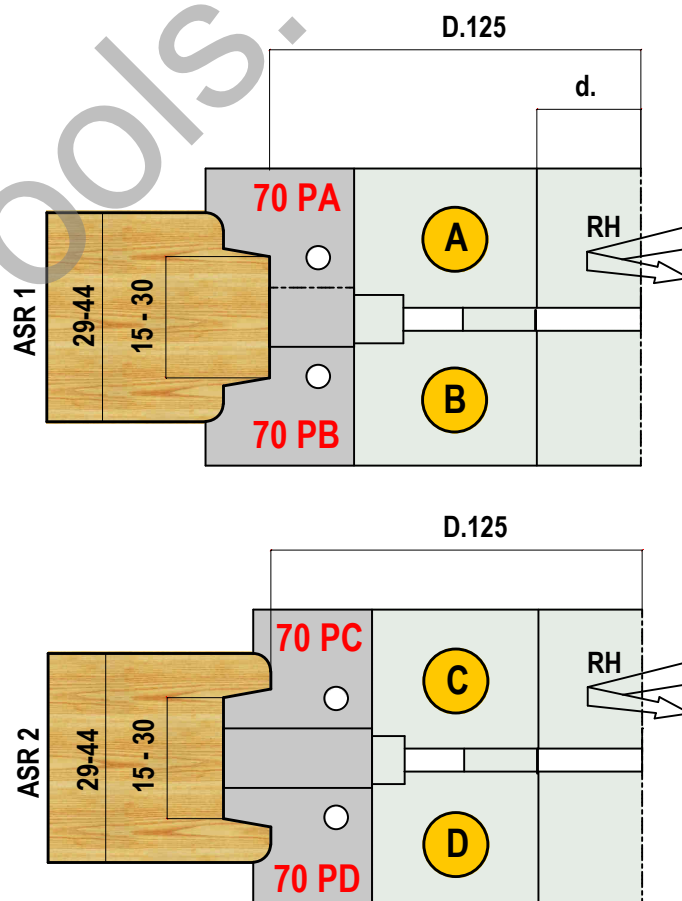 ools.
D.125
d.
70 PA
A
RH
ASR 1
29-44
15 - 30
B
70 PB
D.125
70 PC
C
RH
ASR 2
29-44
15 - 30
D
70 PD